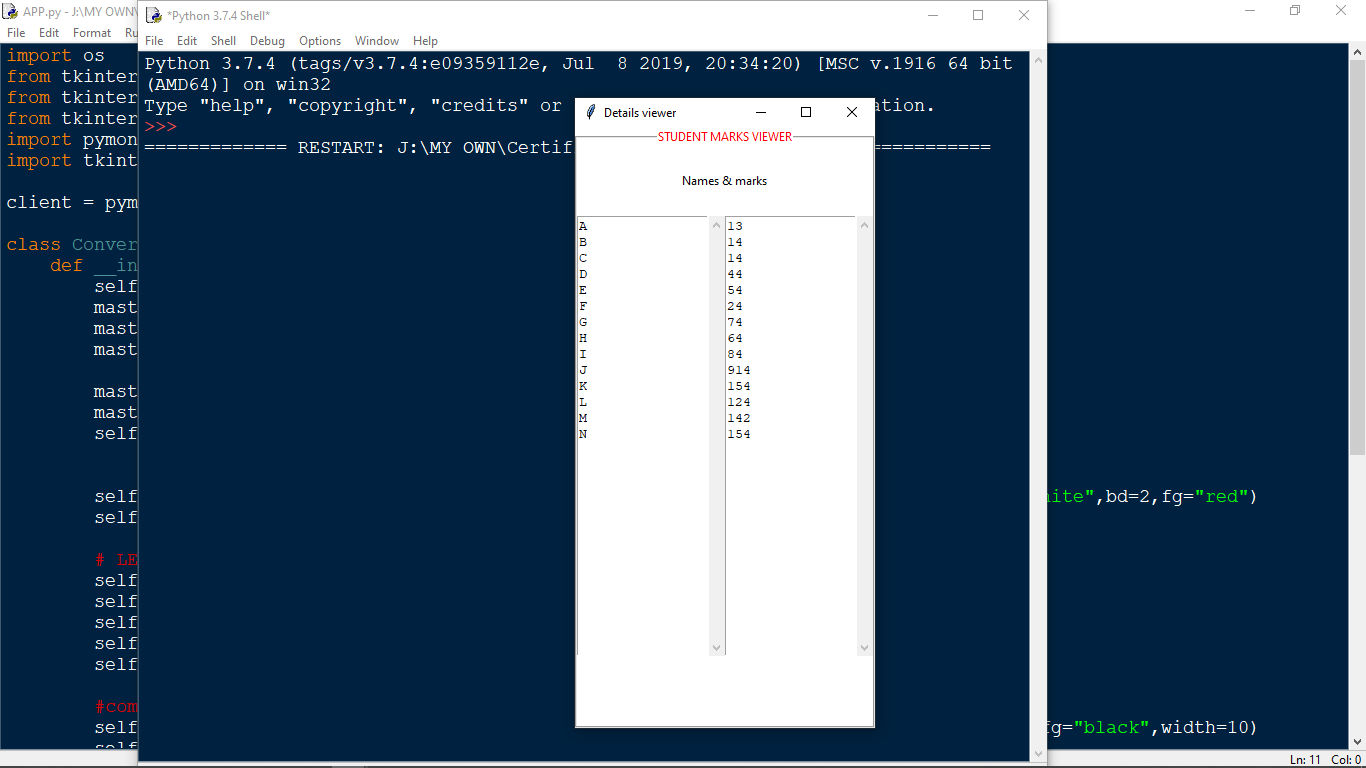 APP.py - J:\MY OWN\
File Edit Format Ru
import os
from tkinter
from tkinter
from tkinter
import pymon
import tkint
client = pym
class Conver
def __in
self
mast
mast
mast
mast
mast
self
self
self
# LE
self
self
self
self
self
#com
self
*Python 3.7.4 Shell*
File Edit Shell Debug Options Window Help
Python 3.7.4 (tags/v3.7.4:e09359112e, Jul 8 2019, 20:34:20) [MSC v.1916 64 bit
(AMD64)] on win32
Type "help", "copyright", "credits" or ation.
>>>
============= RESTART: J:\MY OWN\Certif ===========
Details viewer
STUDENT MARKS VIEWER
Names & marks
A 13
B 14
C 14
D 44
E 54
F 24
G 74
H 64
I 84
J 914
K 154
L 124
M 142
N 154
hite",bd=2,fg="red")
fg="black",width=10)
Ln: 11 Col: 0